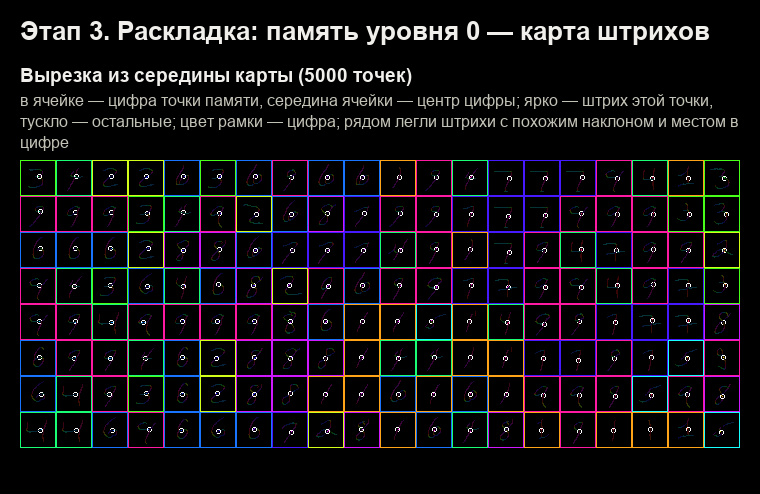 Этап 3. Раскладка: память уровня 0 — карта штрихов
Вырезка из середины карты (5000 точек)
в ячейке — цифра точки памяти, середина ячейки — центр цифры; ярко — штрих этой точки,
тускло — остальные; цвет рамки — цифра; рядом легли штрихи с похожим наклоном и местом в
цифре